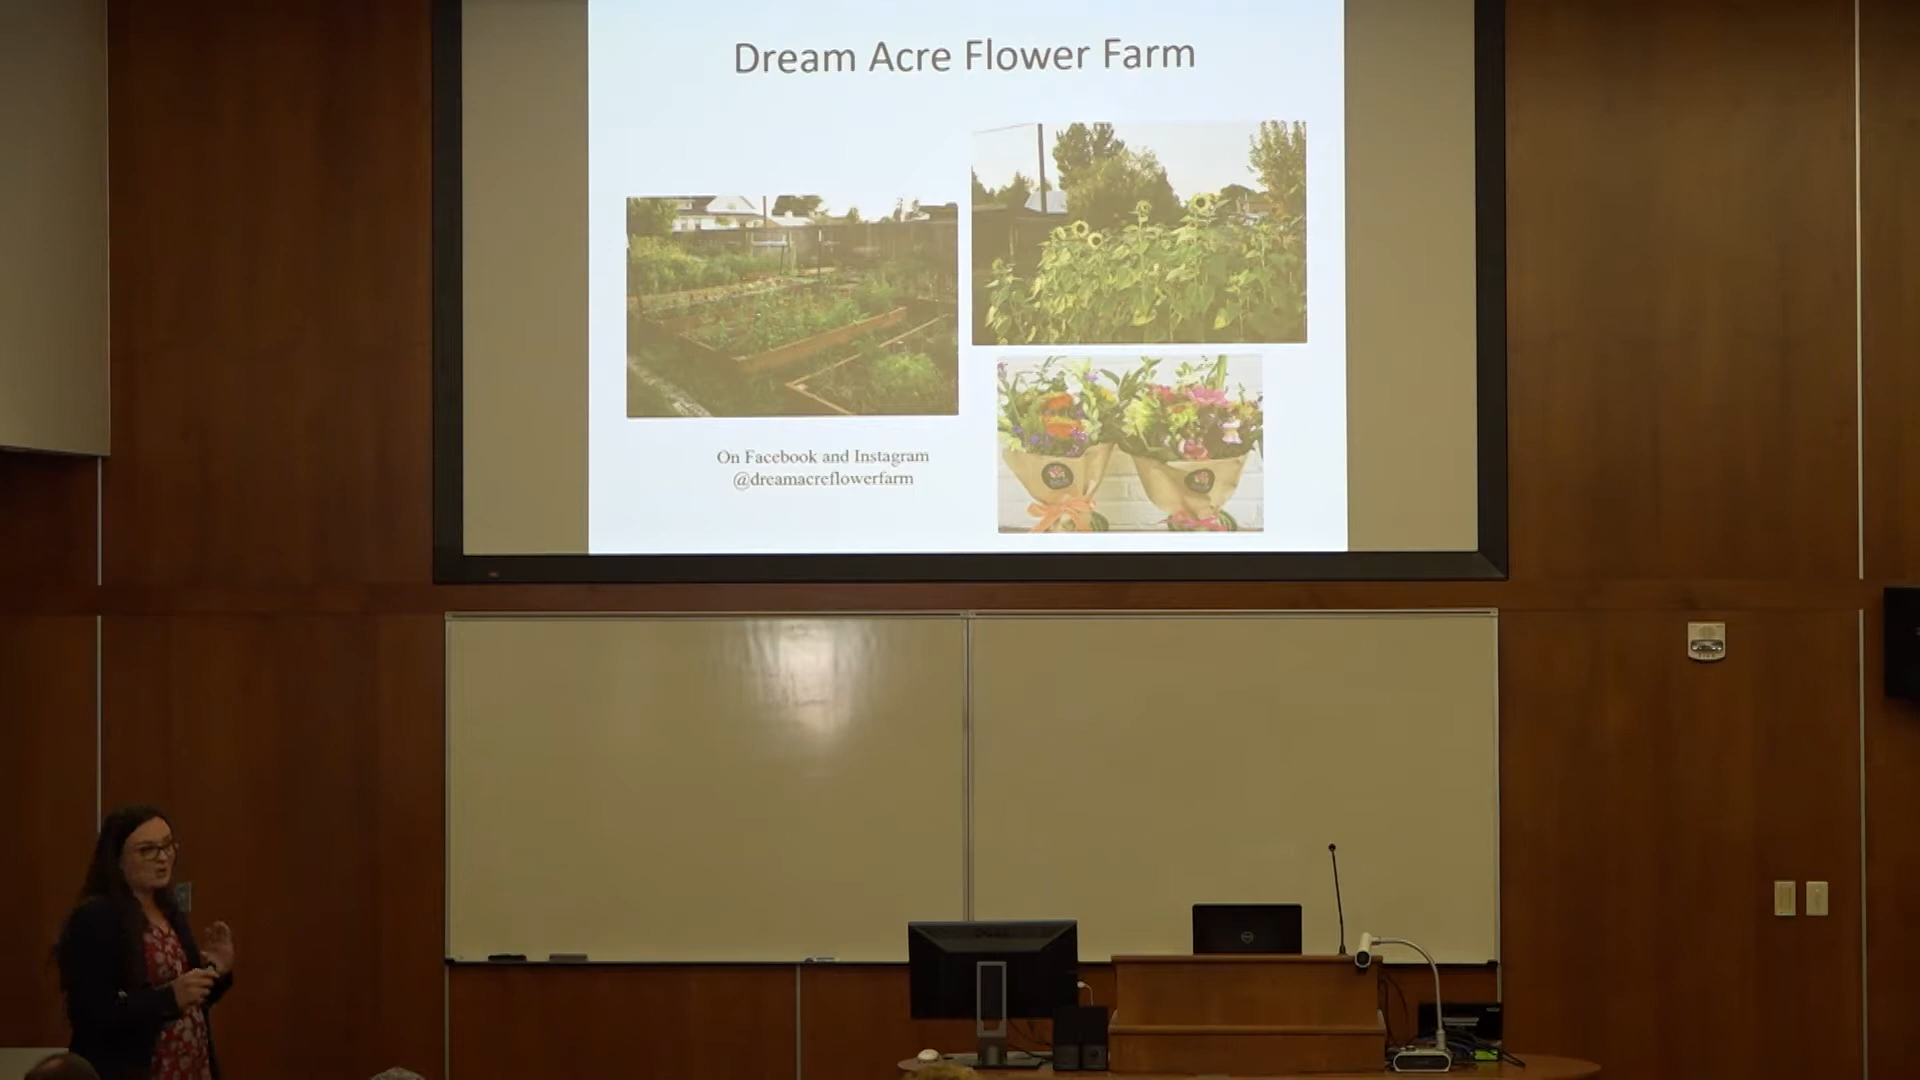 Dream Acre Flower Farm
On Facebook and Instagram
@dreamacreflowerfarm